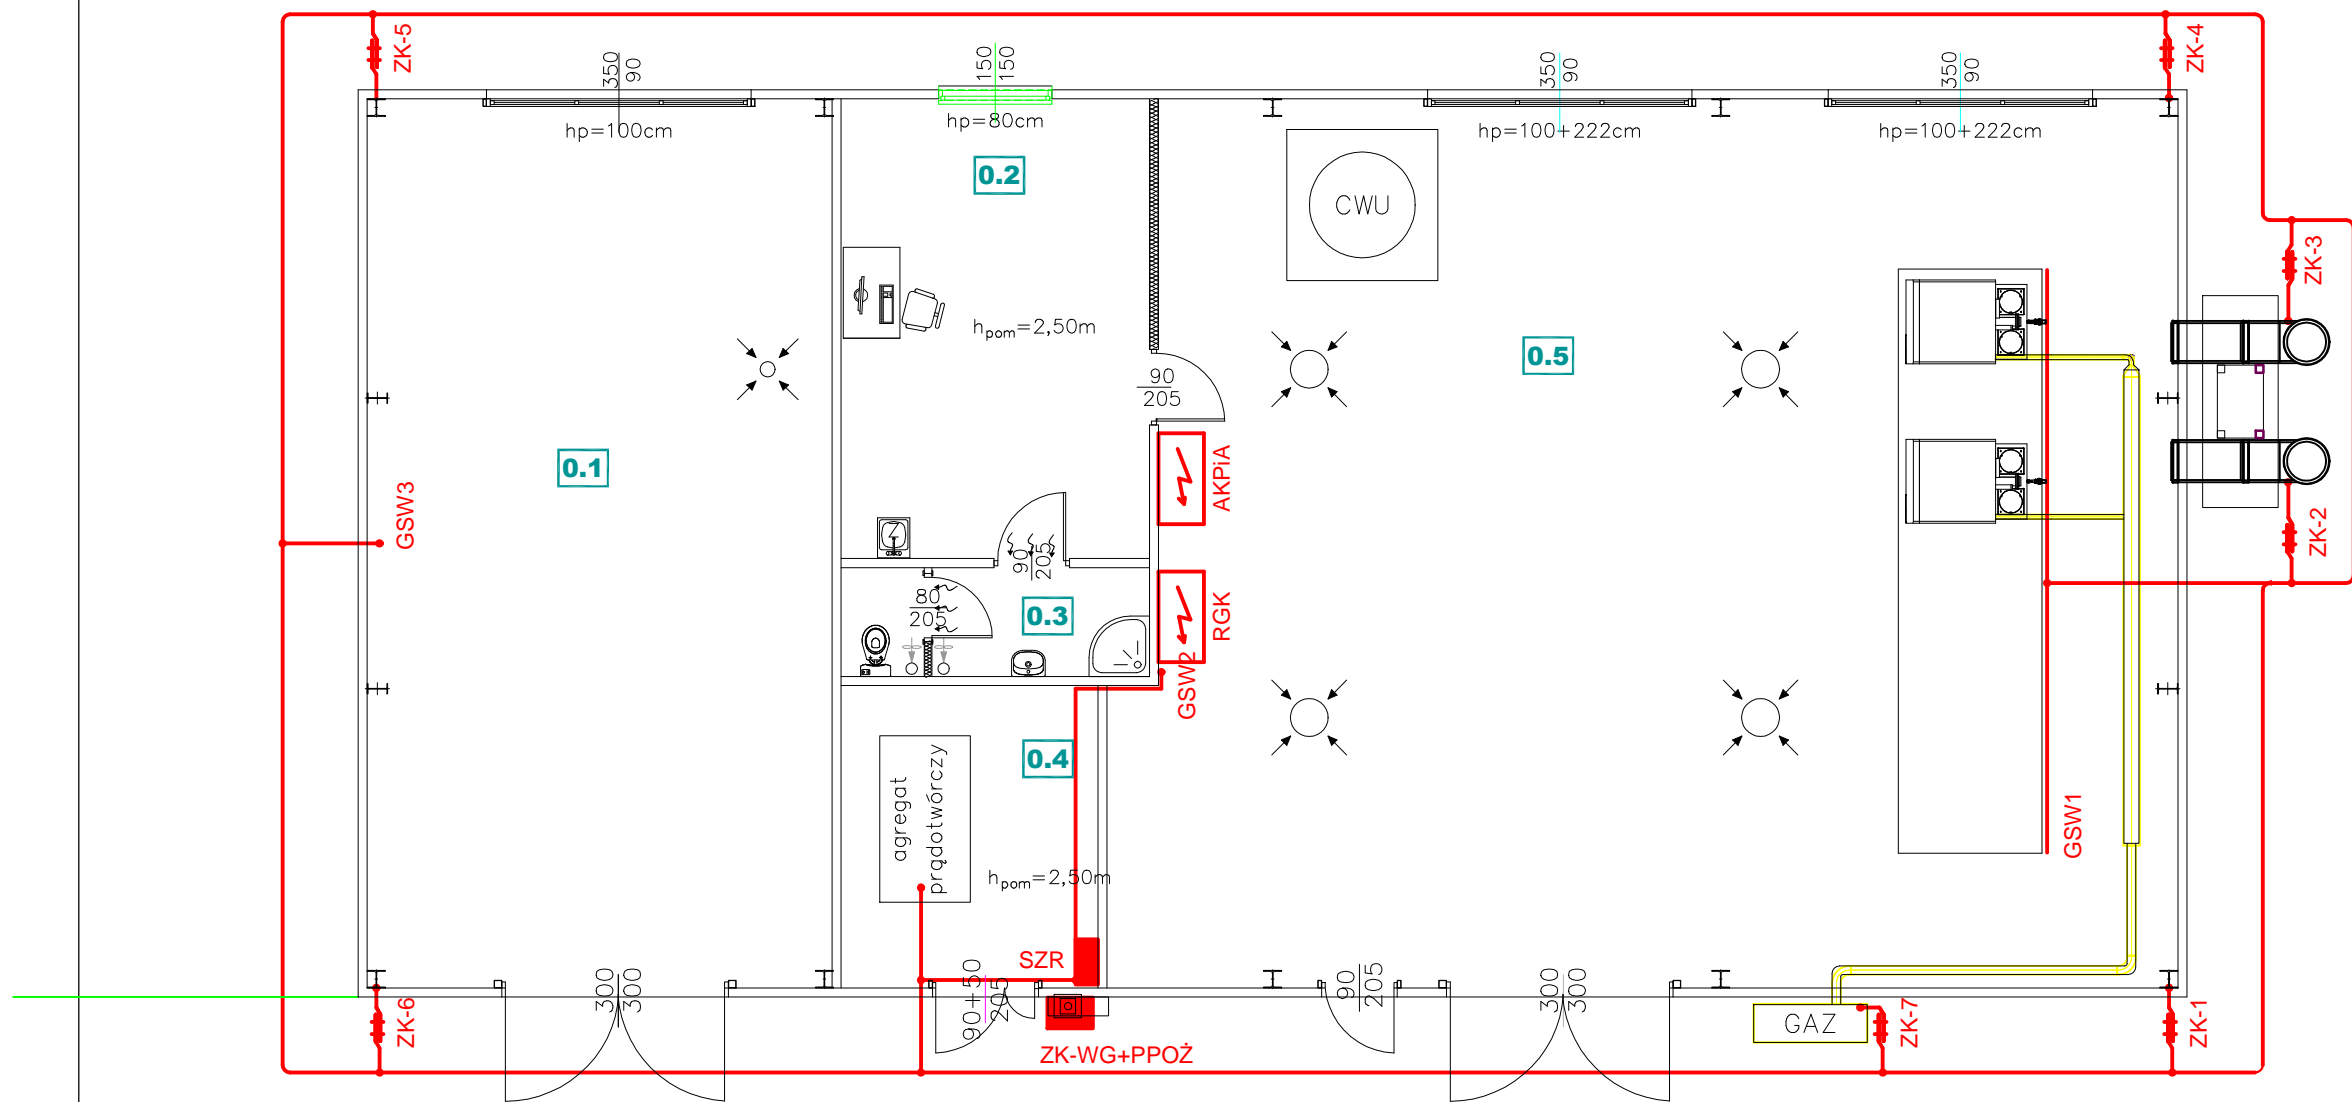 ZK-5
350
90
hp=100cm
150
150
hp=80cm
350
90
hp=100+222cm
350
90
hp=100+222cm
ZK-4
0.2
CWU
ZK-3
h pom=2,50m
0.5
90
205
0.1
AKPiA
GSW3
ZK-2
90
205
80
205
0.3
RGK
GSW2
0.4
agregat
prądotwórczy
GSW1
h pom=2,50m
SZR
300
300
90+50
205
90
205
300
300
ZK-6
GAZ
ZK-7
ZK-1
ZK-WG+PPOŻ